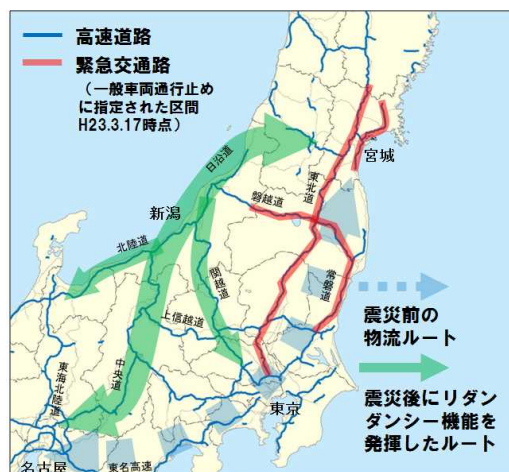 高速道路
緊急交通路
（一般車両通行止め
に指定された区間
H23.3.17時点）
宮城
日沿道
東北道
新潟
磐越道
北陸道
関越道
常磐道
上信越道
震災前の
物流ルート
中央道
東海北陸道
震災後にリダン
ダンシー機能を
発揮したルート
東京
名古屋
東名高速